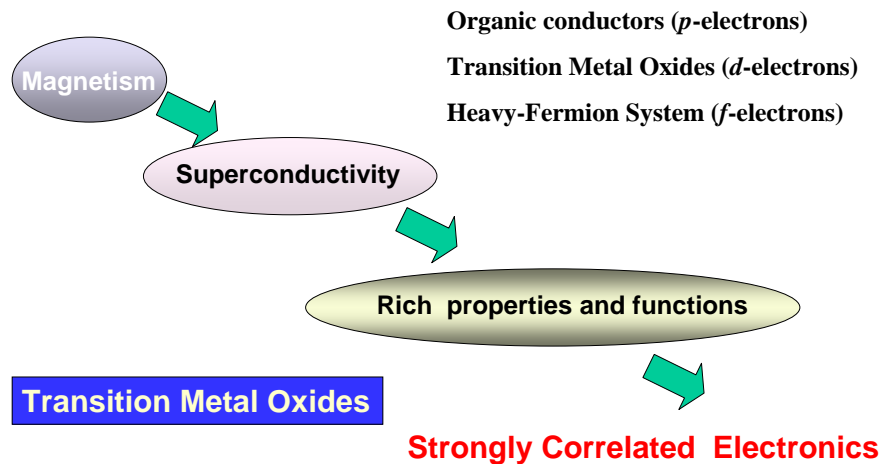 Organic conductors (p-electrons)
Transition Metal Oxides (d-electrons)
Heavy-Fermion System (f-electrons)
Magnetism
Superconductivity
Rich properties and functions
Transition Metal Oxides
Strongly Correlated Electronics